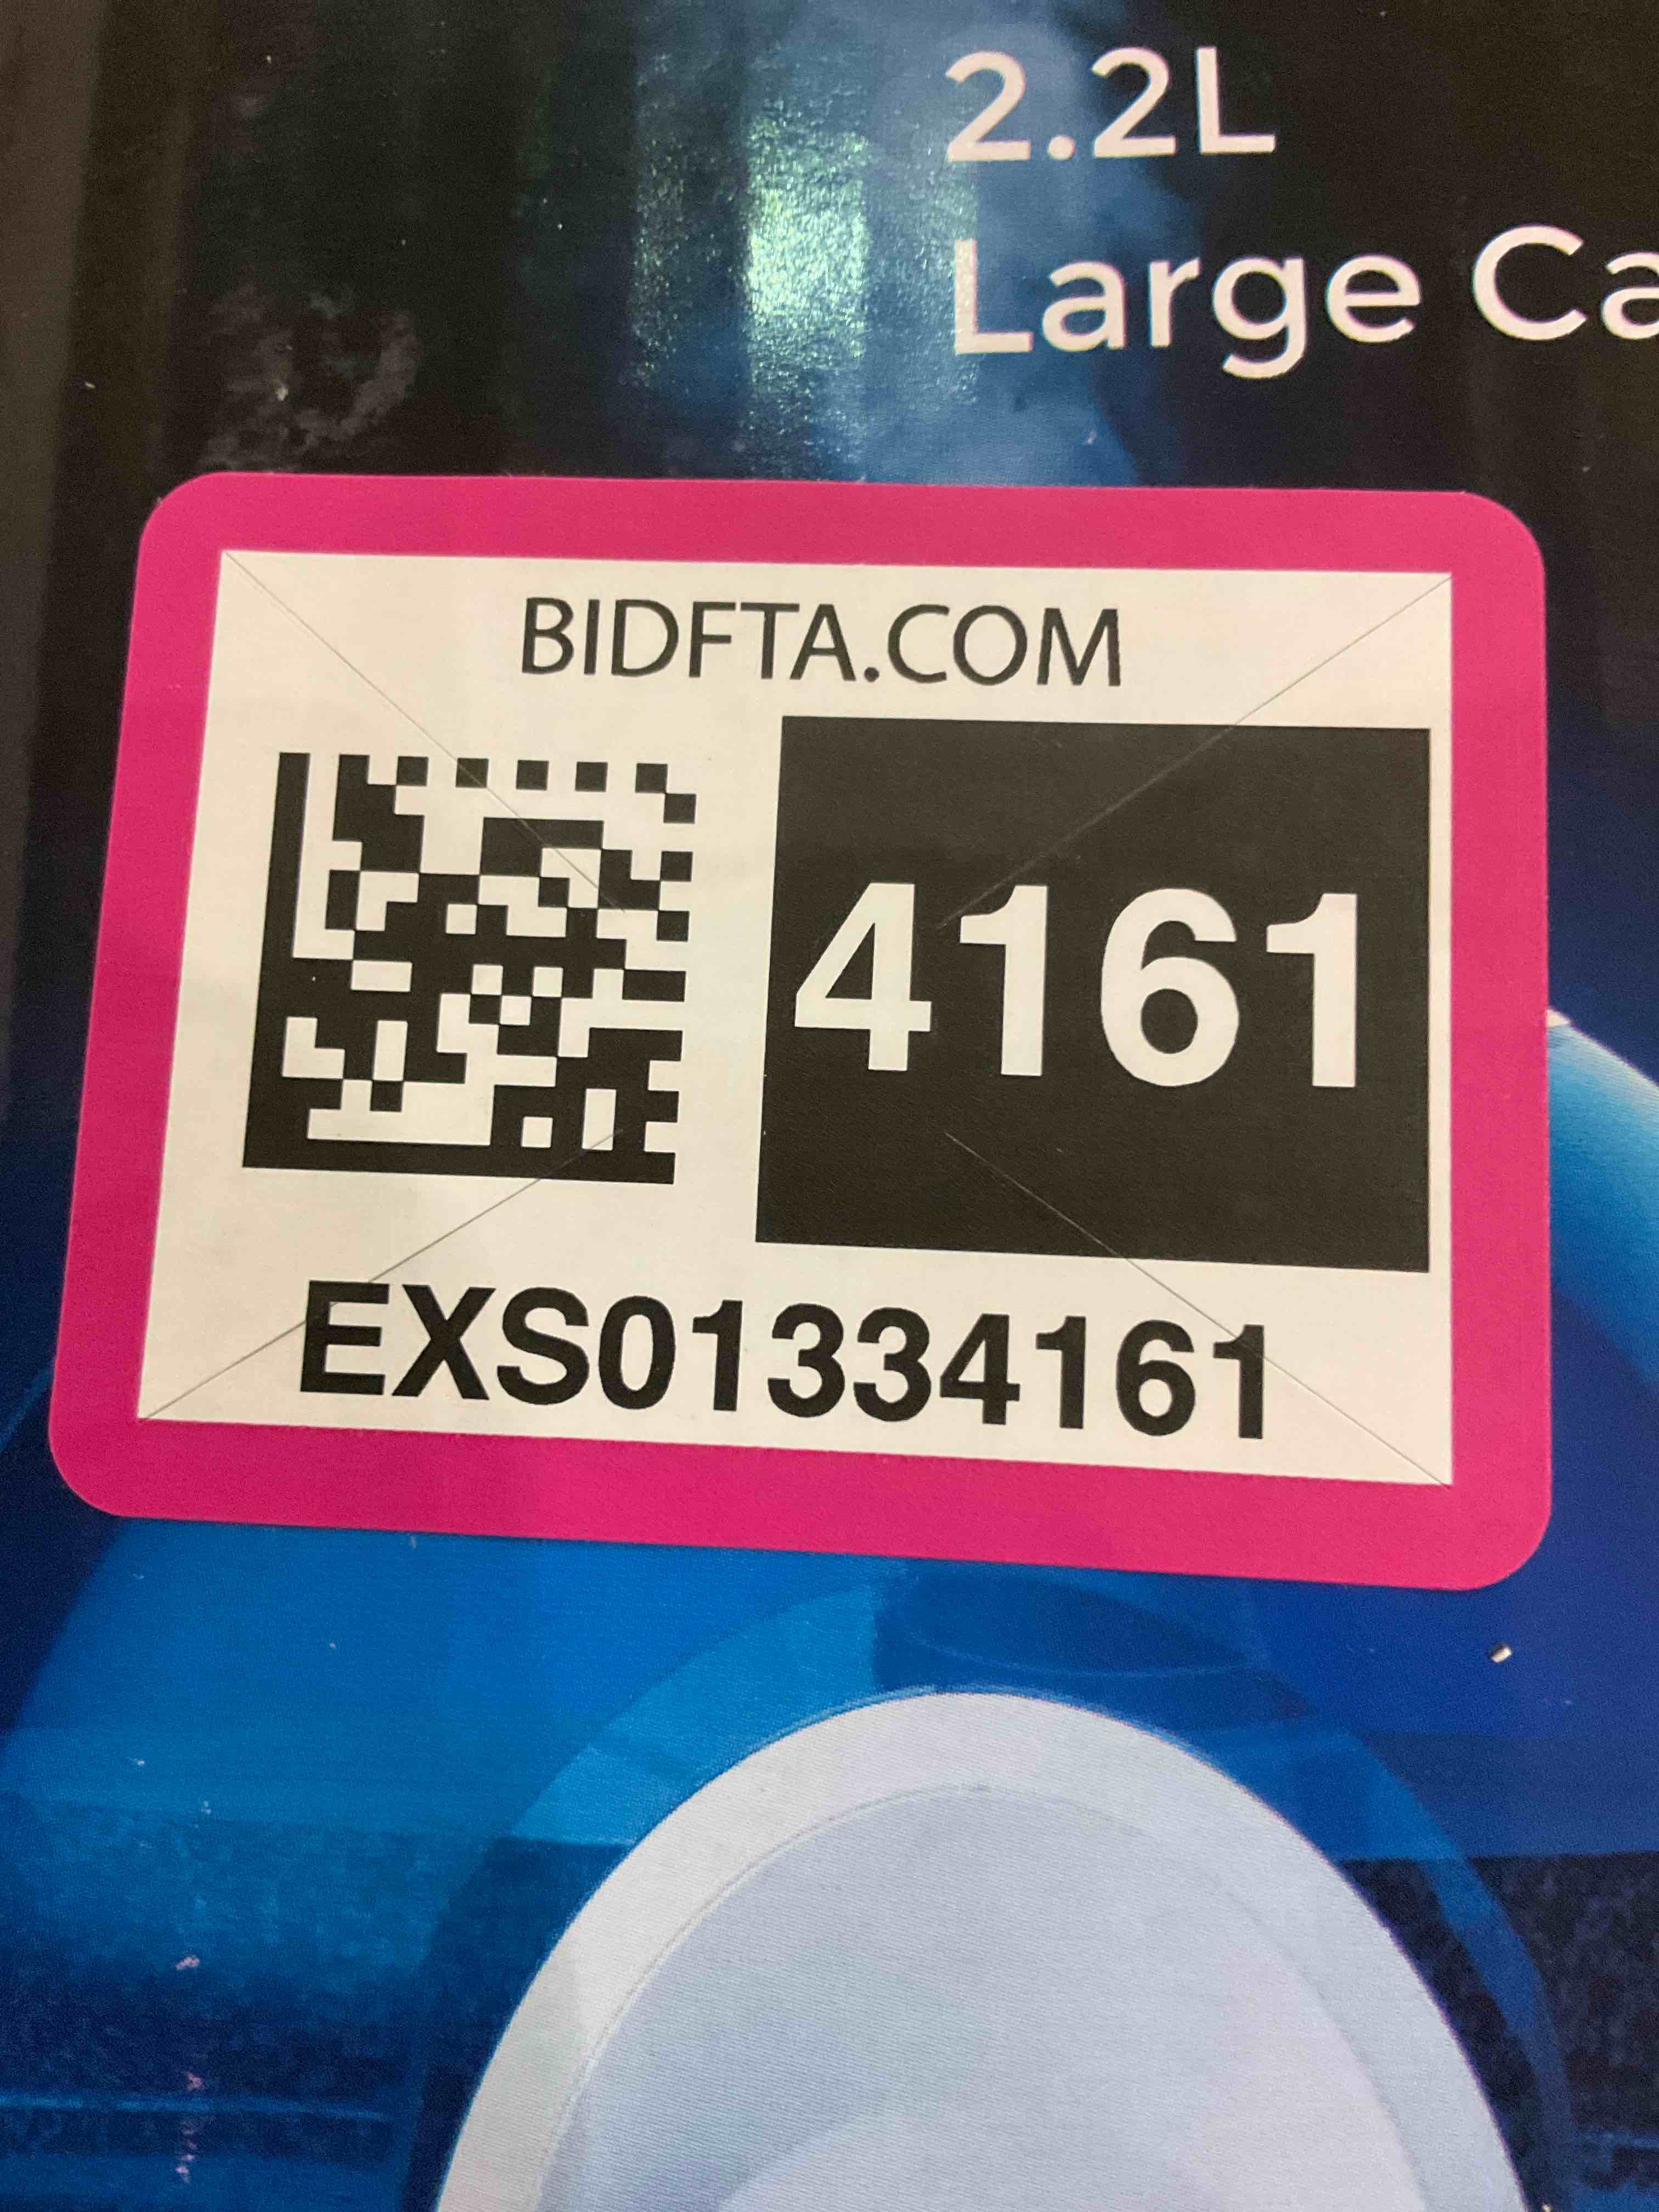 2.2L
Large Ca
BIDFTA.COM
4161
EXS01334161